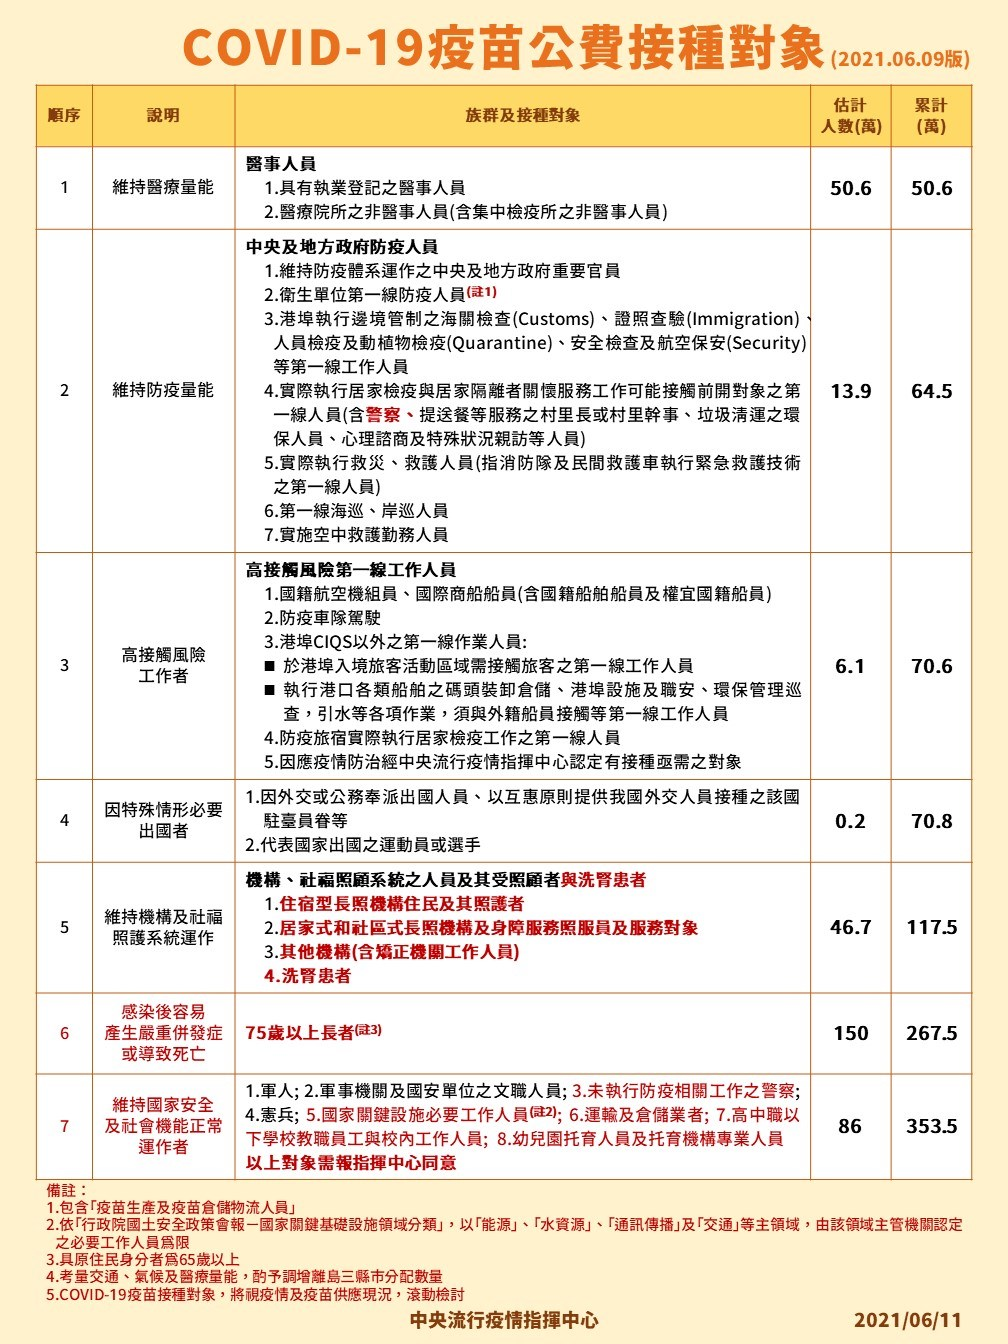 COVID-19疫苗公費接種對象(2021.06.09版)
順序
說明
族群及接種對象
估計
人數(萬)
累計
(萬)
1
維持醫療量能
醫事人員
1.具有執業登記之醫事人員
2.醫療院所之非醫事人員(含集中檢疫所之非醫事人員)
50.6
50.6
2
維持防疫量能
中央及地方政府防疫人員
1.維持防疫體系運作之中央及地方政府重要官員
2.衛生單位第一線防疫人員(註1)
3.港埠執行邊境管制之海關檢查(Customs)、證照查驗(Immigration)、
人員檢疫及動植物檢疫(Quarantine)、安全檢查及航空保安(Security)
等第一線工作人員
4.實際執行居家檢疫與居家隔離者關懷服務工作可能接觸前開對象之第
一線人員(含警察、提送餐等服務之村里長或村里幹事、垃圾清運之環
保人員、心理諮商及特殊狀況親訪等人員)
5.實際執行救災、救護人員(指消防隊及民間救護車執行緊急救護技術
之第一線人員)
6.第一線海巡、岸巡人員
7.實施空中救護勤務人員
13.9
64.5
3
高接觸風險
工作者
高接觸風險第一線工作人員
1.國籍航空機組員、國際商船船員(含國籍船舶船員及權宜國籍船員)
2.防疫車隊駕駛
3.港埠CIQS以外之第一線作業人員:
■ 於港埠入境旅客活動區域需接觸旅客之第一線工作人員
■ 執行港口各類船舶之碼頭裝卸倉儲、港埠設施及職安、環保管理巡
查，引水等各項作業，須與外籍船員接觸等第一線工作人員
4.防疫旅宿實際執行居家檢疫工作之第一線人員
5.因應疫情防治經中央流行疫情指揮中心認定有接種亟需之對象
6.1
70.6
4
因特殊情形必要
出國者
1.因外交或公務奉派出國人員、以互惠原則提供我國外交人員接種之該國
駐臺員眷等
2.代表國家出國之運動員或選手
0.2
70.8
5
維持機構及社福
照護系統運作
機構、社福照顧系統之人員及其受照顧者與洗腎患者
1.住宿型長照機構住民及其照護者
2.居家式和社區式長照機構及身障服務照服員及服務對象
3.其他機構(含矯正機關工作人員)
4.洗腎患者
46.7
117.5
6
感染後容易
產生嚴重併發症
或導致死亡
75歲以上長者(註3)
150
267.5
7
維持國家安全
及社會機能正常
運作者
1.軍人; 2.軍事機關及國安單位之文職人員; 3.未執行防疫相關工作之警察;
4.憲兵; 5.國家關鍵設施必要工作人員(註2); 6.運輸及倉儲業者; 7.高中職以
下學校教職員工與校內工作人員; 8.幼兒園托育人員及托育機構專業人員
以上對象需報指揮中心同意
86
353.5
備註：
1.包含「疫苗生產及疫苗倉儲物流人員」
2.依「行政院國土安全政策會報－國家關鍵基礎設施領域分類」，以「能源」、「水資源」、「通訊傳播」及「交通」等主領域，由該領域主管機關認定
之必要工作人員為限
3.具原住民身分者為65歲以上
4.考量交通、氣候及醫療量能，酌予調增離島三縣市分配數量
5.COVID-19疫苗接種對象，將視疫情及疫苗供應現況，滾動檢討
中央流行疫情指揮中心
2021/06/11